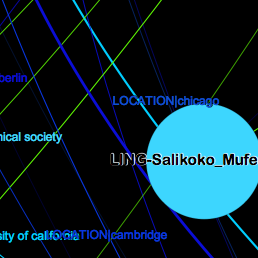 berlin
LOCATION|chicago
nical society
LING-Salikoko_Mufe
sity of california
LOCATION|cambridge